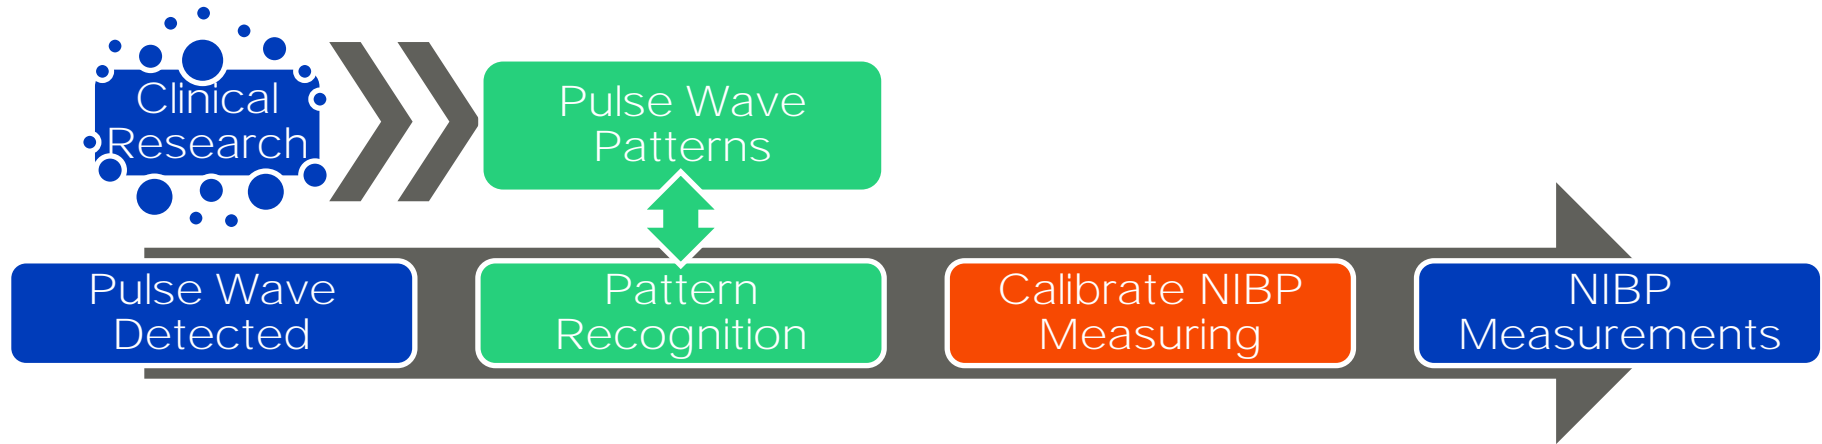 Clinical
Research
Pulse Wave
Patterns
Pulse Wave
Detected
Pattern
Recognition
Calibrate NIBP
Measuring
NIBP
Measurements